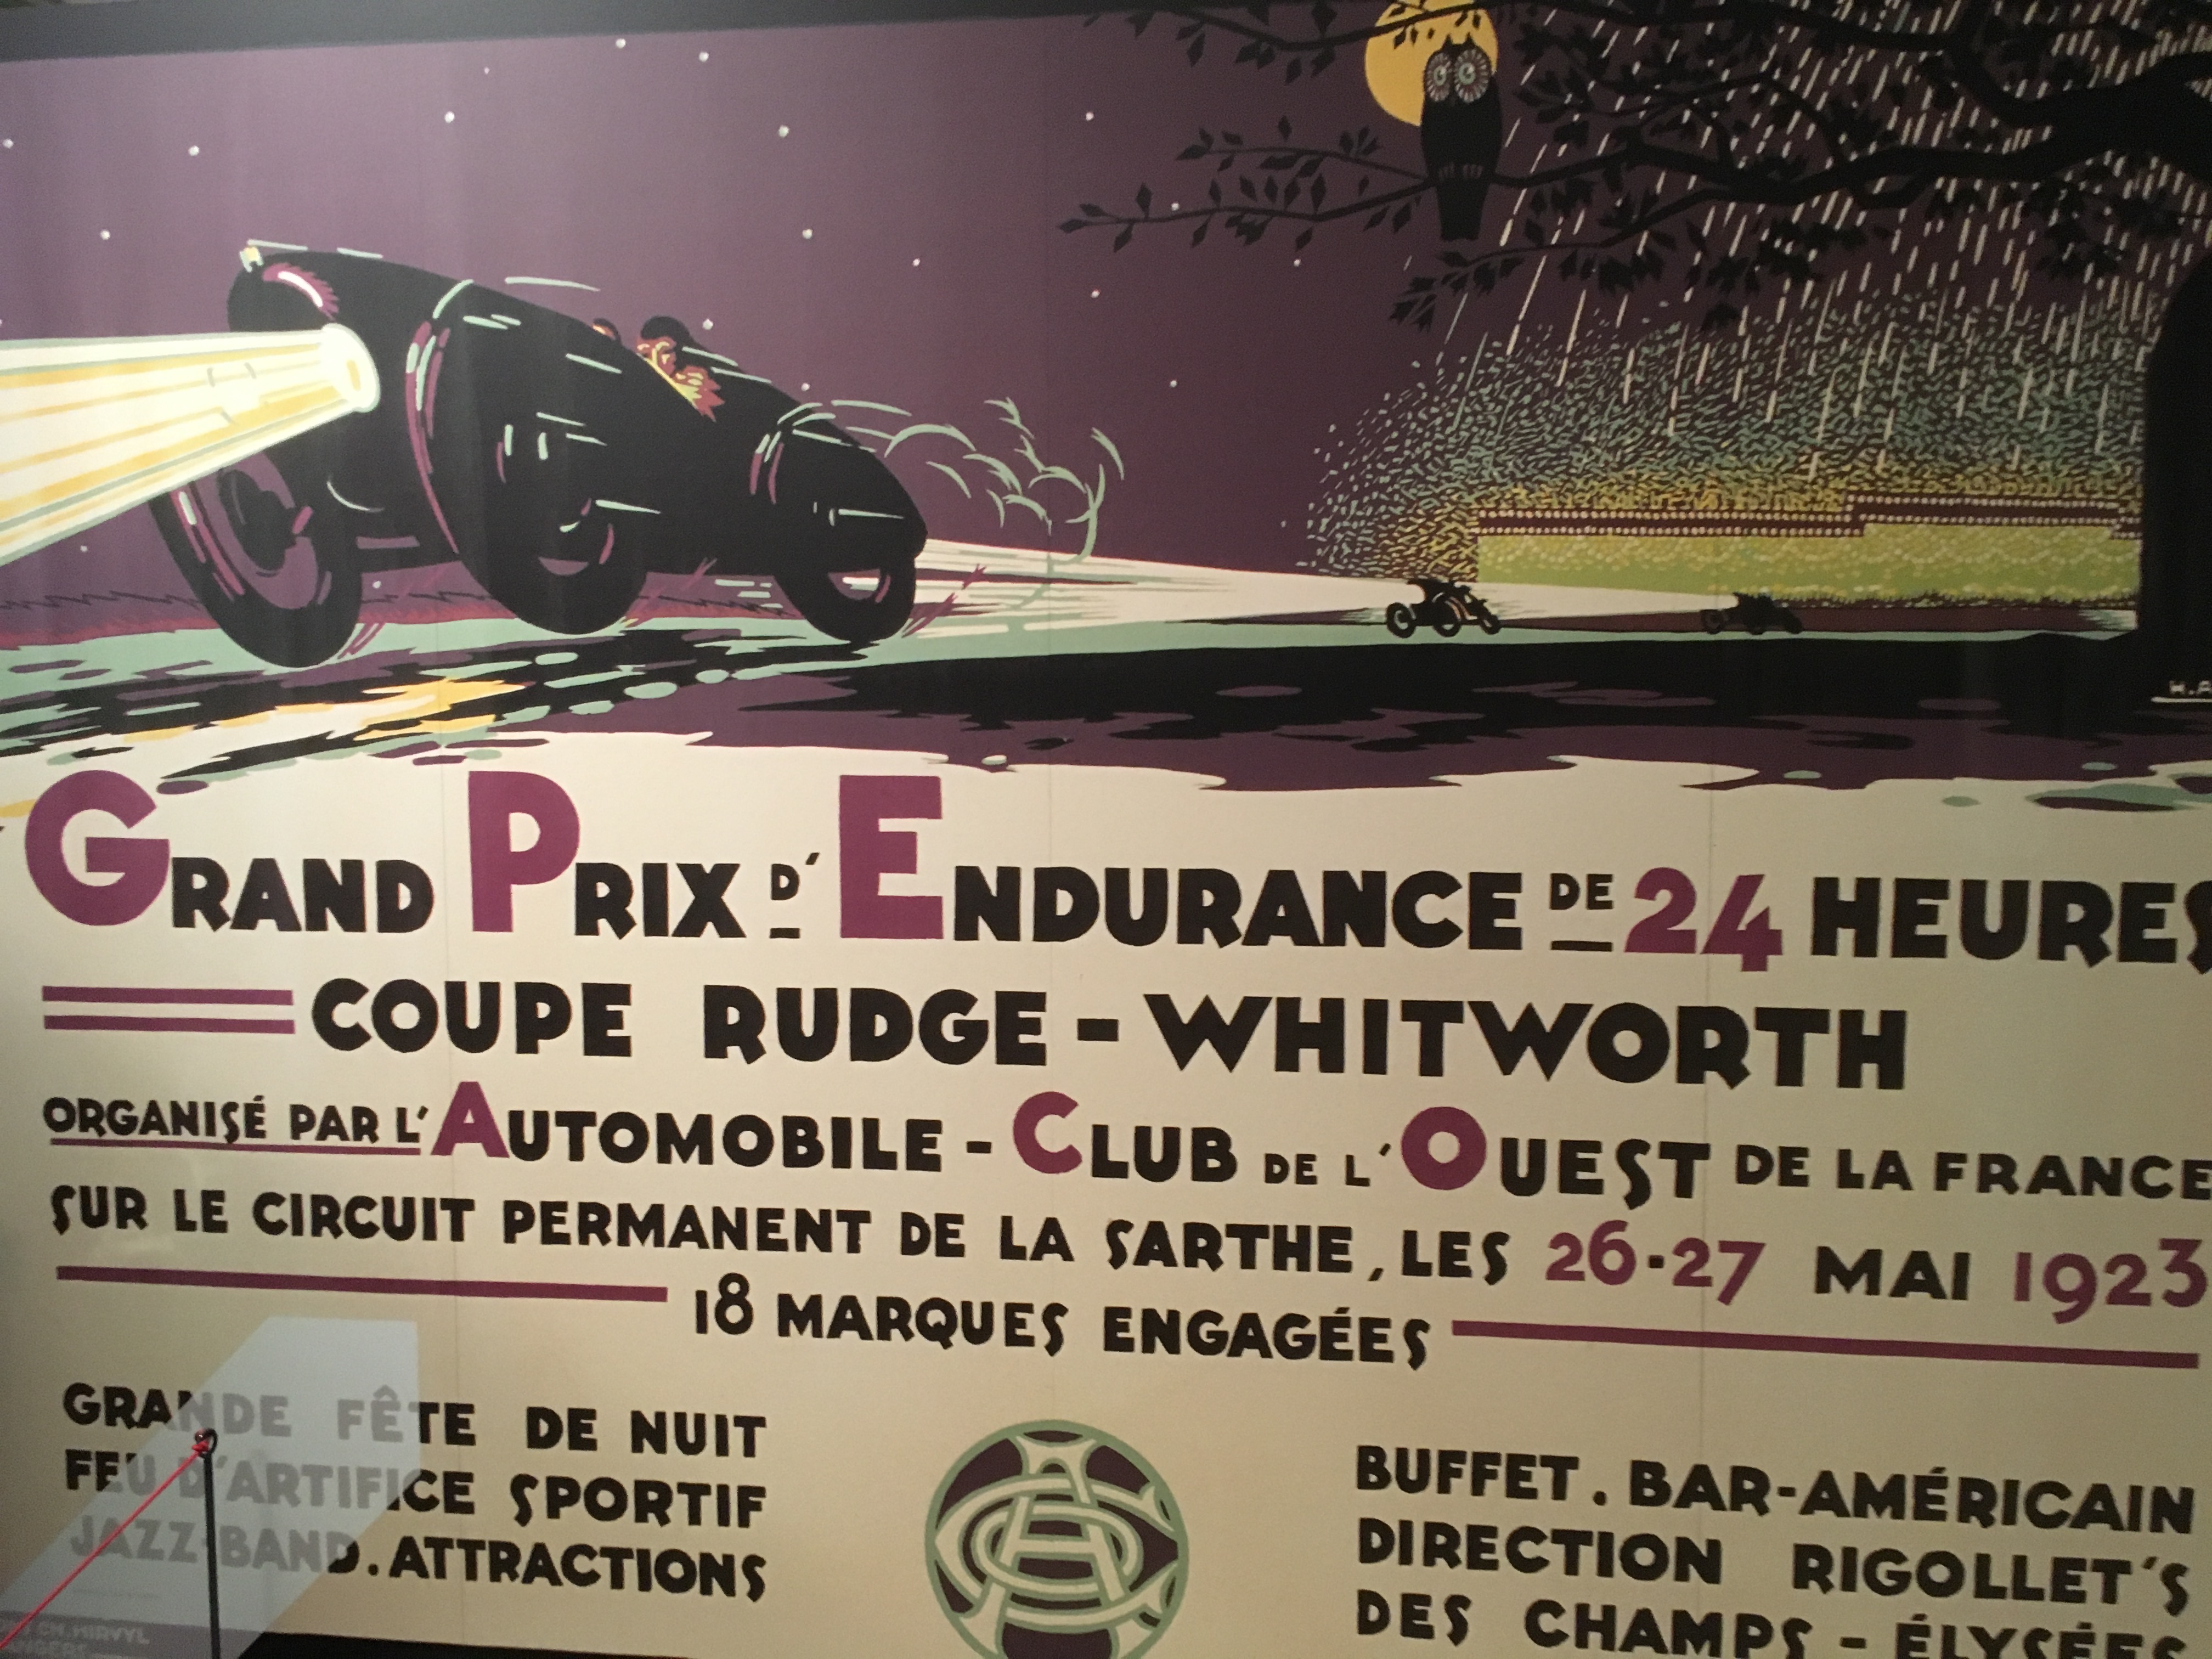 GRAND PRIX D'ENDURANCE DE 24 HEURES
COUPE RUDGE - WHITWORTH
ORGANISÉ PAR L'AUTOMOBILE - CLUB DE L'OUEST DE LA FRANCE
SUR LE CIRCUIT PERMANENT DE LA SARTHE, LES 26-27 MAI 1923
18 MARQUES ENGAGÉES
GRANDE FÊTE DE NUIT
FEU D'ARTIFICE SPORTIF
JAZZ-BAND. ATTRACTIONS
BUFFET. BAR-AMÉRICAIN
DIRECTION RIGOLLET'S
DES CHAMPS - ÉLYSÉES
ANGERS